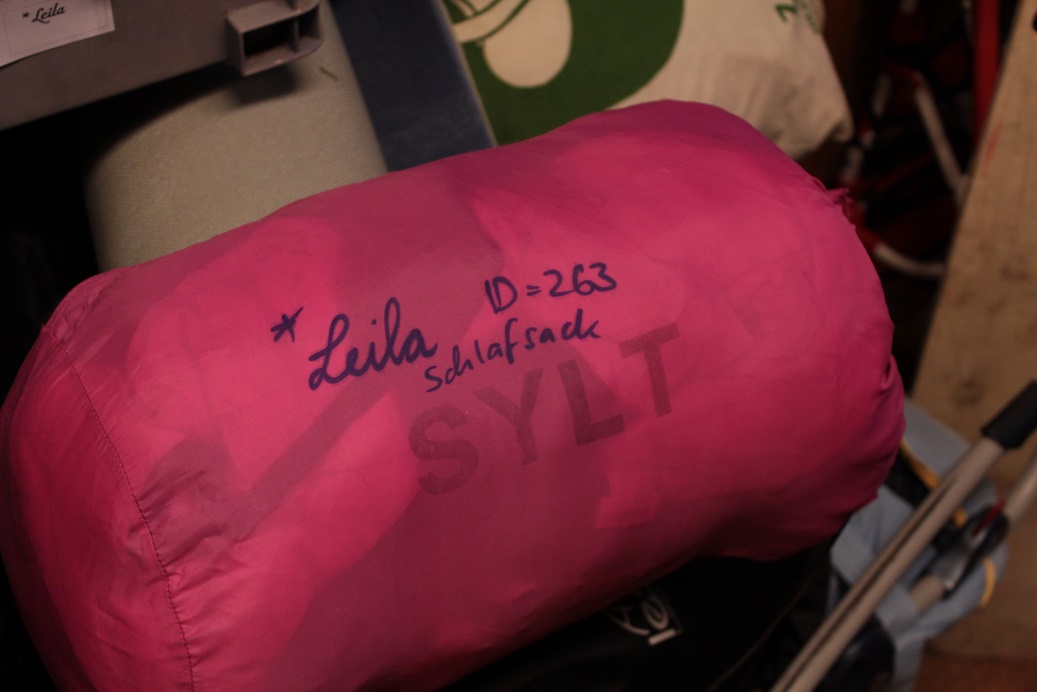 *Leila
*Leila ID=263
Schlafsack
SYLT